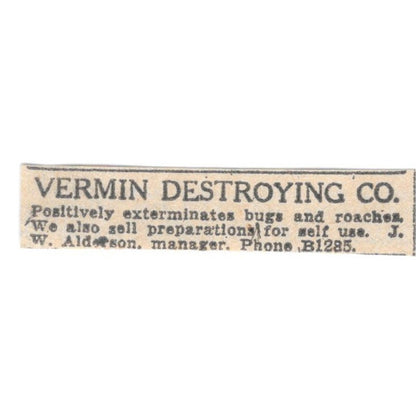 VERMIN DESTROYING CO.
Positively exterminates bugs and roaches.
We also sell preparations for self use. J.
W. Alderson, manager. Phone B1285.